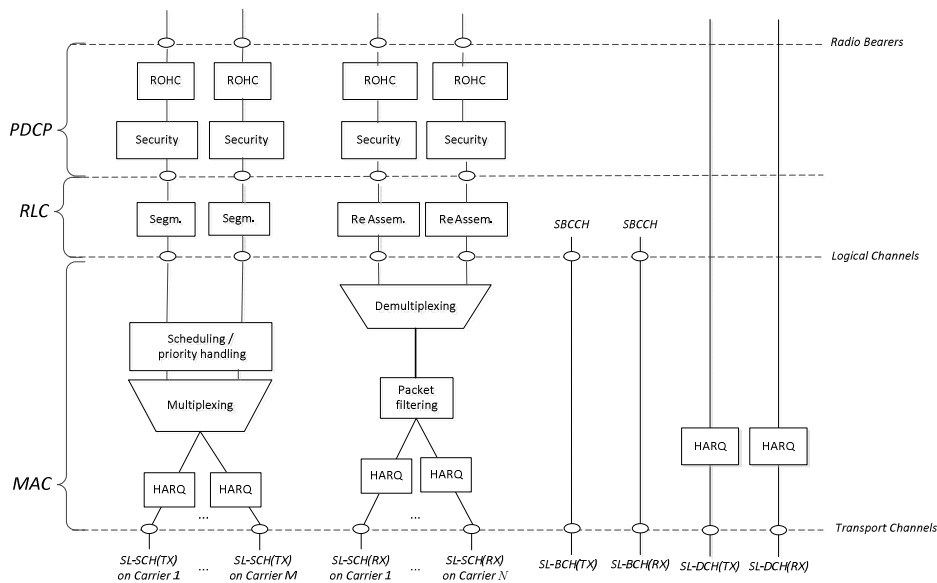 Radio Bearers
ROHC ROHC ROHC ROHC
PDCP
Security Security Security Security
RLC
Segm. Segm. Re Assem. Re Assem.
SBCCH SBCCH
Logical Channels
Demultiplexing
Scheduling /
priority handling
Multiplexing
Packet
filtering
HARQ HARQ
HARQ HARQ
MAC
HARQ HARQ
... ...
Transport Channels
SL-SCH(TX)
on Carrier 1
...
SL-SCH(TX)
on Carrier M
SL-SCH(RX)
on Carrier 1
...
SL-SCH(RX)
on Carrier N
SL-BCH(TX) SL-BCH(RX) SL-DCH(TX) SL-DCH(RX)